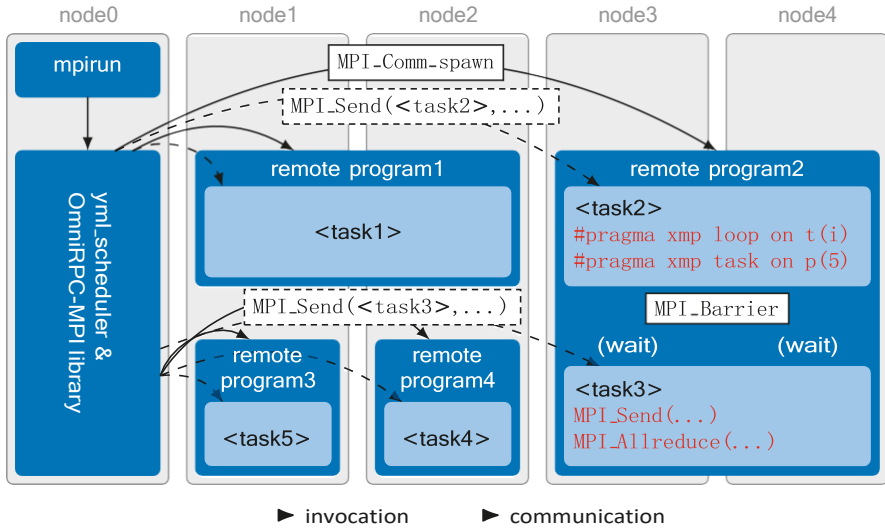 node0 node1 node2 node3 node4
mpirun
MPI_Comm_spawn
MPI_Send(<task2>,...)
yml_scheduler &
OmniRPC-MPI library
remote program1
<task1>
remote program2
<task2>
#pragma xmp loop on t(i)
#pragma xmp task on p(5)
MPI_Send(<task3>,...)
MPI_Barrier
(wait) (wait)
remote
program3
<task5>
remote
program4
<task4>
<task3>
MPI_Send(...)
MPI_Allreduce(...)
invocation communication